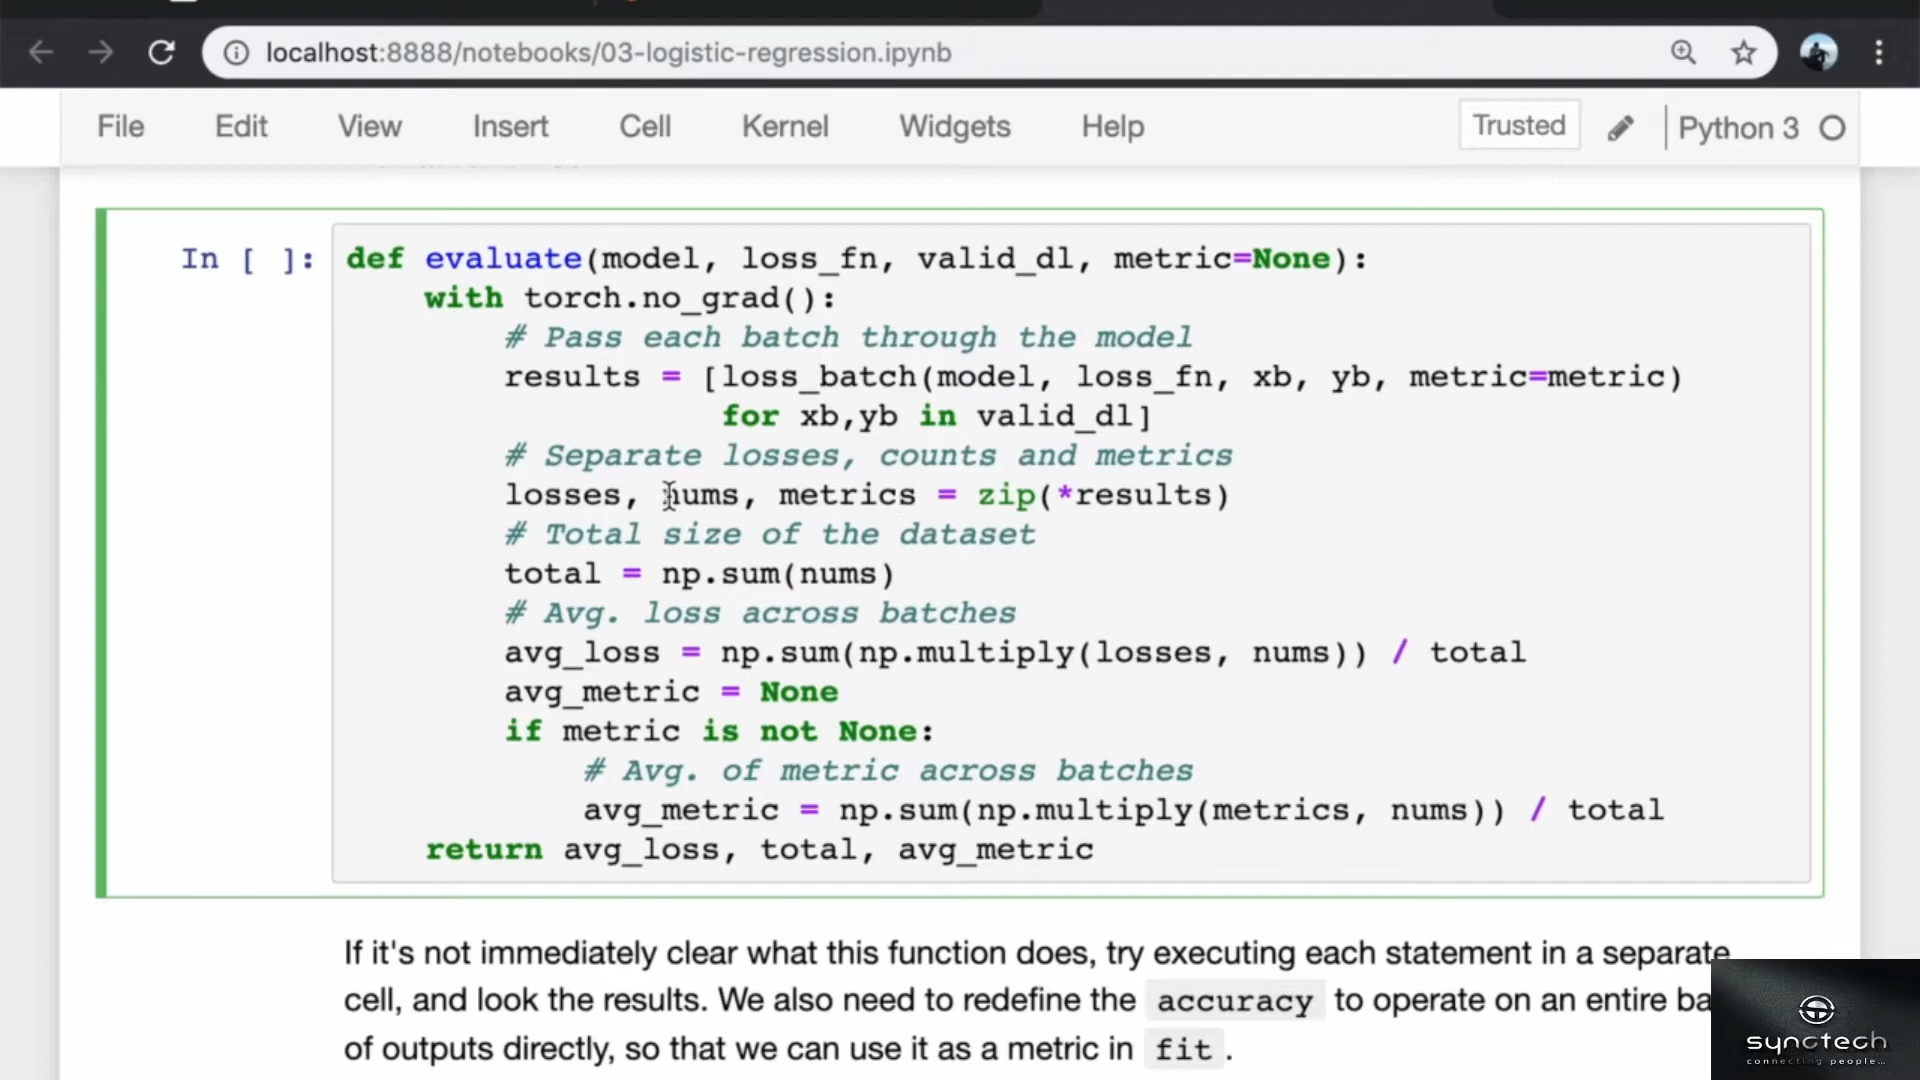 localhost:8888/notebooks/03-logistic-regression.ipynb
File Edit View Insert Cell Kernel Widgets Help Trusted Python 3
In [ ]: def evaluate(model, loss_fn, valid_dl, metric=None):
with torch.no_grad():
# Pass each batch through the model
results = [loss_batch(model, loss_fn, xb, yb, metric=metric)
for xb,yb in valid_dl]
# Separate losses, counts and metrics
losses, nums, metrics = zip(*results)
# Total size of the dataset
total = np.sum(nums)
# Avg. loss across batches
avg_loss = np.sum(np.multiply(losses, nums)) / total
avg_metric = None
if metric is not None:
# Avg. of metric across batches
avg_metric = np.sum(np.multiply(metrics, nums)) / total
return avg_loss, total, avg_metric
If it's not immediately clear what this function does, try executing each statement in a separate
cell, and look the results. We also need to redefine the accuracy to operate on an entire ba
of outputs directly, so that we can use it as a metric in fit .
synctech
connecting people...